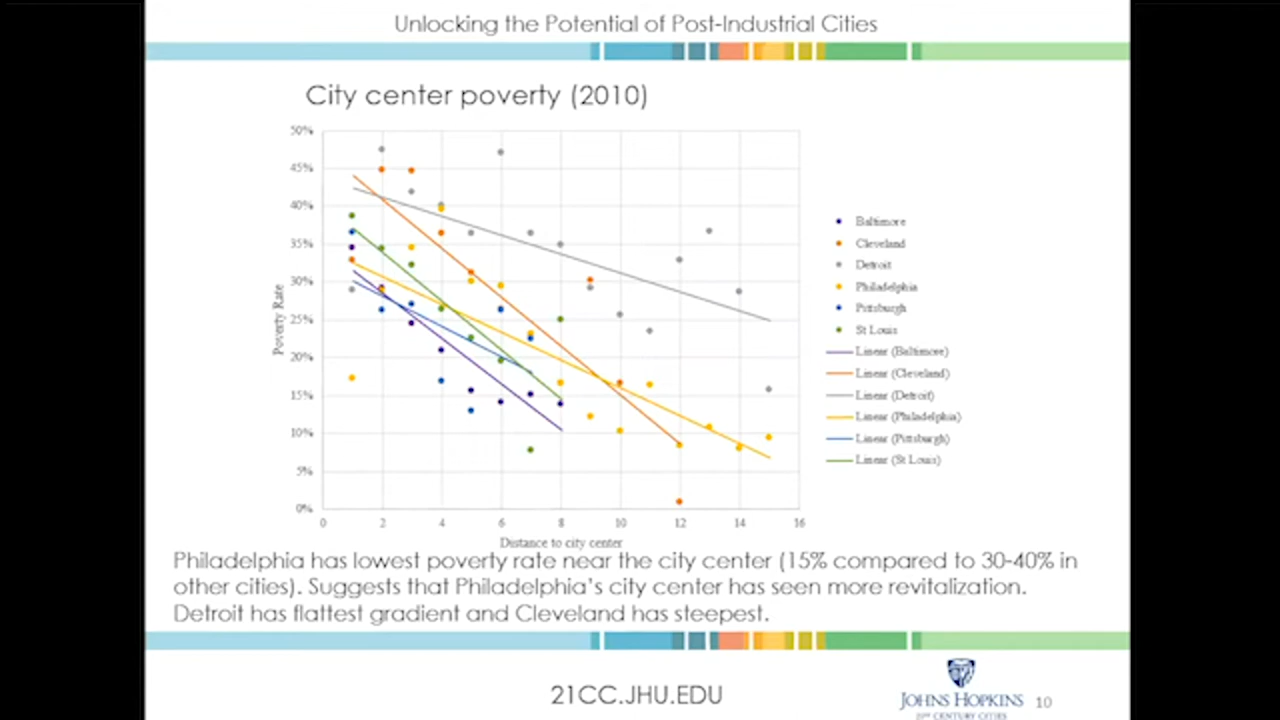 Unlocking the Potential of Post-Industrial Cities
City center poverty (2010)
50%
45%
40%
35%
30%
25%
20%
15%
10%
5%
0%
Poverty Rate
0 2 4 6 8 10 12 14 16
Distance to city center
Baltimore
Cleveland
Detroit
Philadelphia
Pittsburgh
St Louis
Linear (Baltimore)
Linear (Cleveland)
Linear (Detroit)
Linear (Philadelphia)
Linear (Pittsburgh)
Linear (St Louis)
Philadelphia has lowest poverty rate near the city center (15% compared to 30-40% in
other cities). Suggests that Philadelphia's city center has seen more revitalization.
Detroit has flattest gradient and Cleveland has steepest.
21CC.JHU.EDU
JOHNS HOPKINS
21ST CENTURY CITIES
10